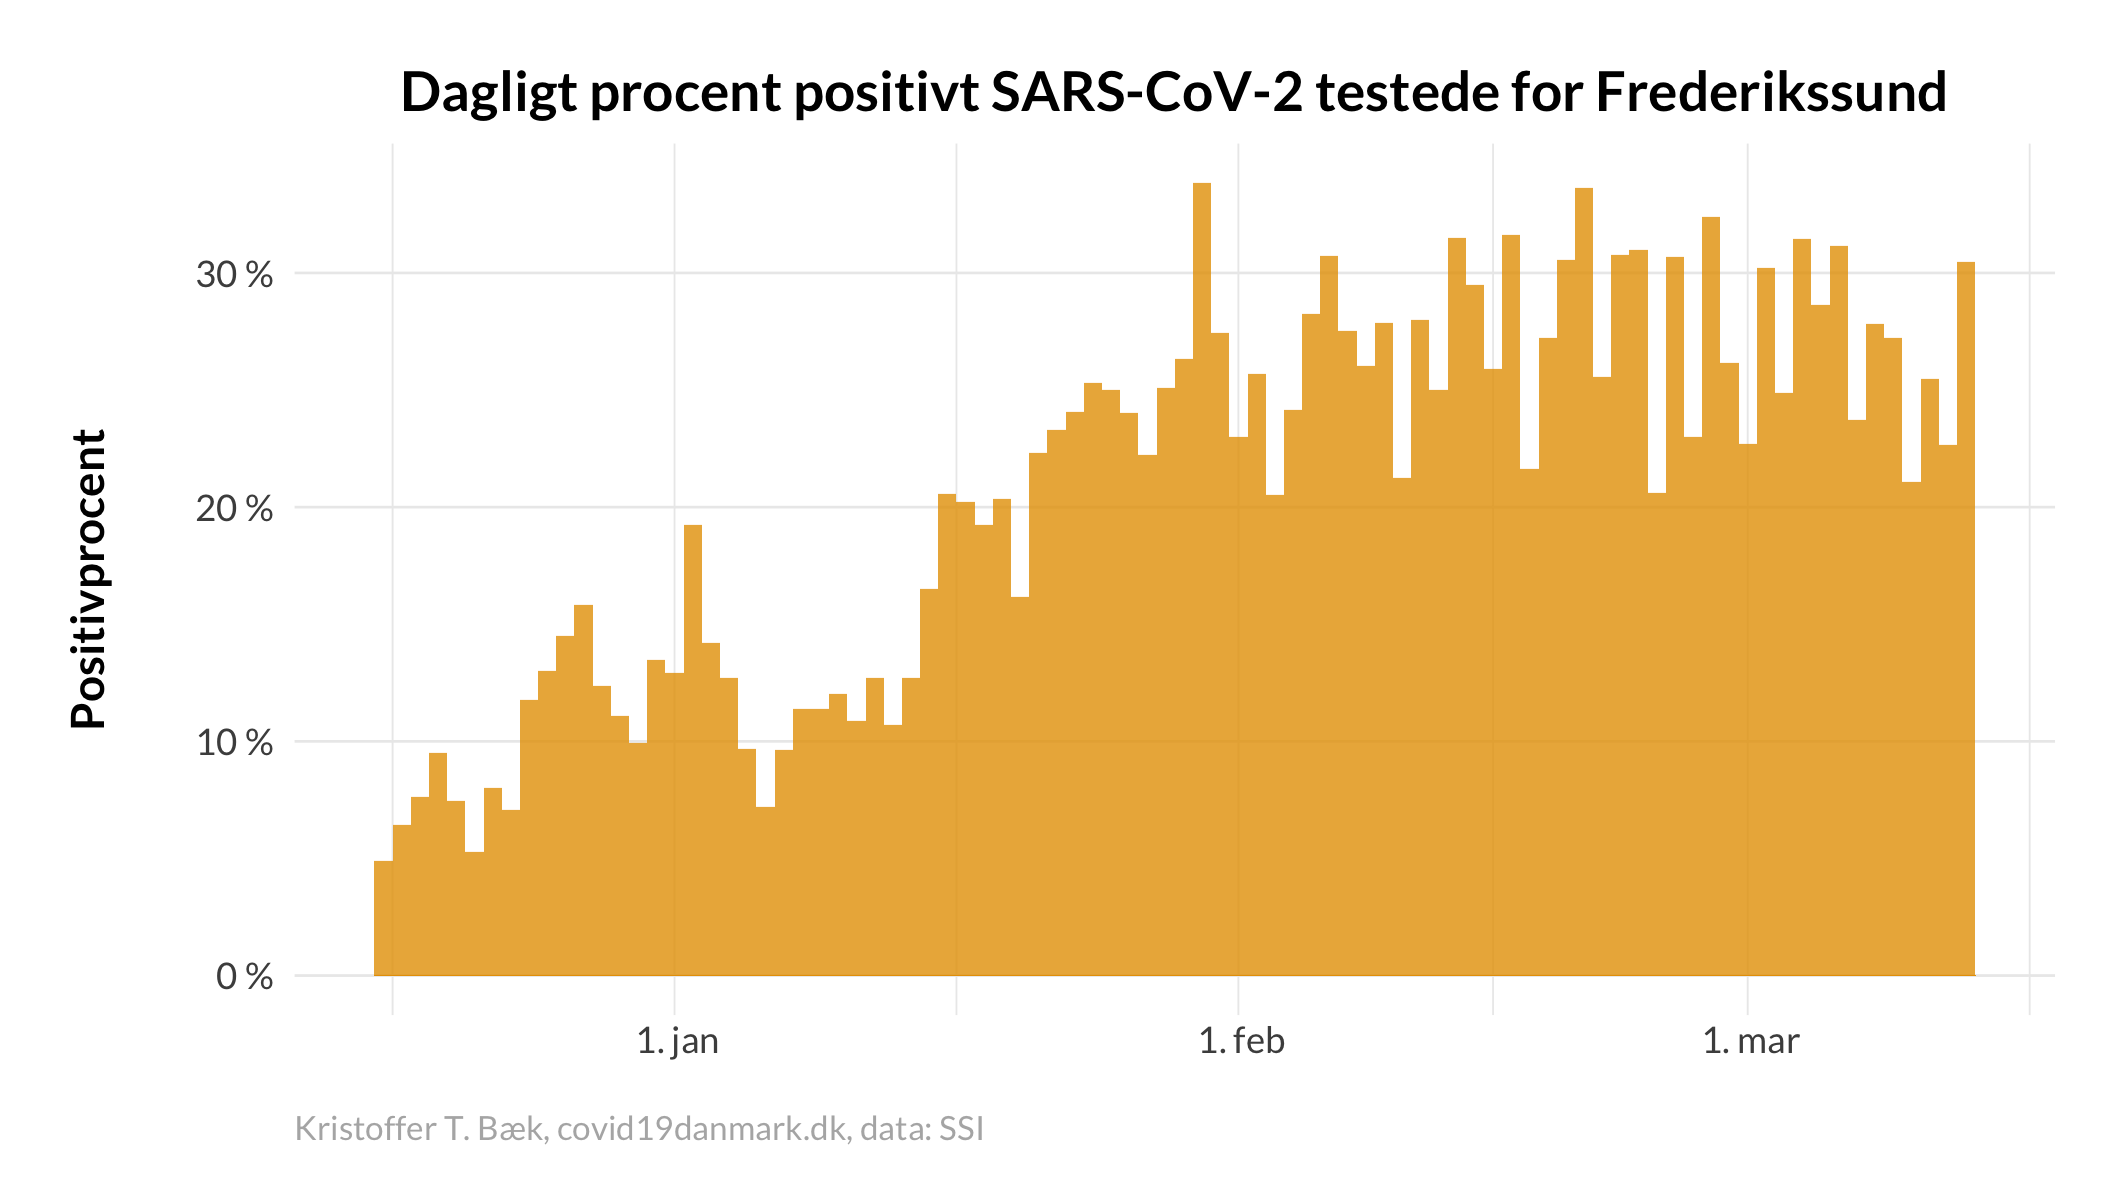 Dagligt procent positivt SARS-CoV-2 testede for Frederikssund
Positivprocent
30 %
20 %
10 %
0 %
1. jan
1. feb
1. mar
Kristoffer T. Bæk, covid19danmark.dk, data: SSI